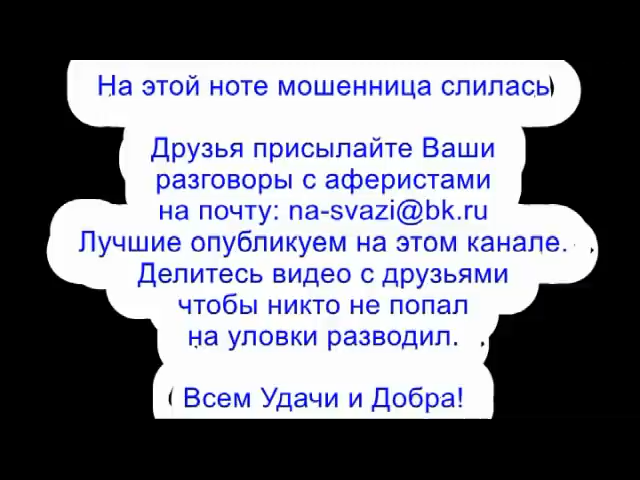 На этой ноте мошенница слилась
Друзья присылайте Ваши
разговоры с аферистами
на почту: na-svazi@bk.ru
Лучшие опубликуем на этом канале.
Делитесь видео с друзьями
чтобы никто не попал
на уловки разводил.
Всем Удачи и Добра!